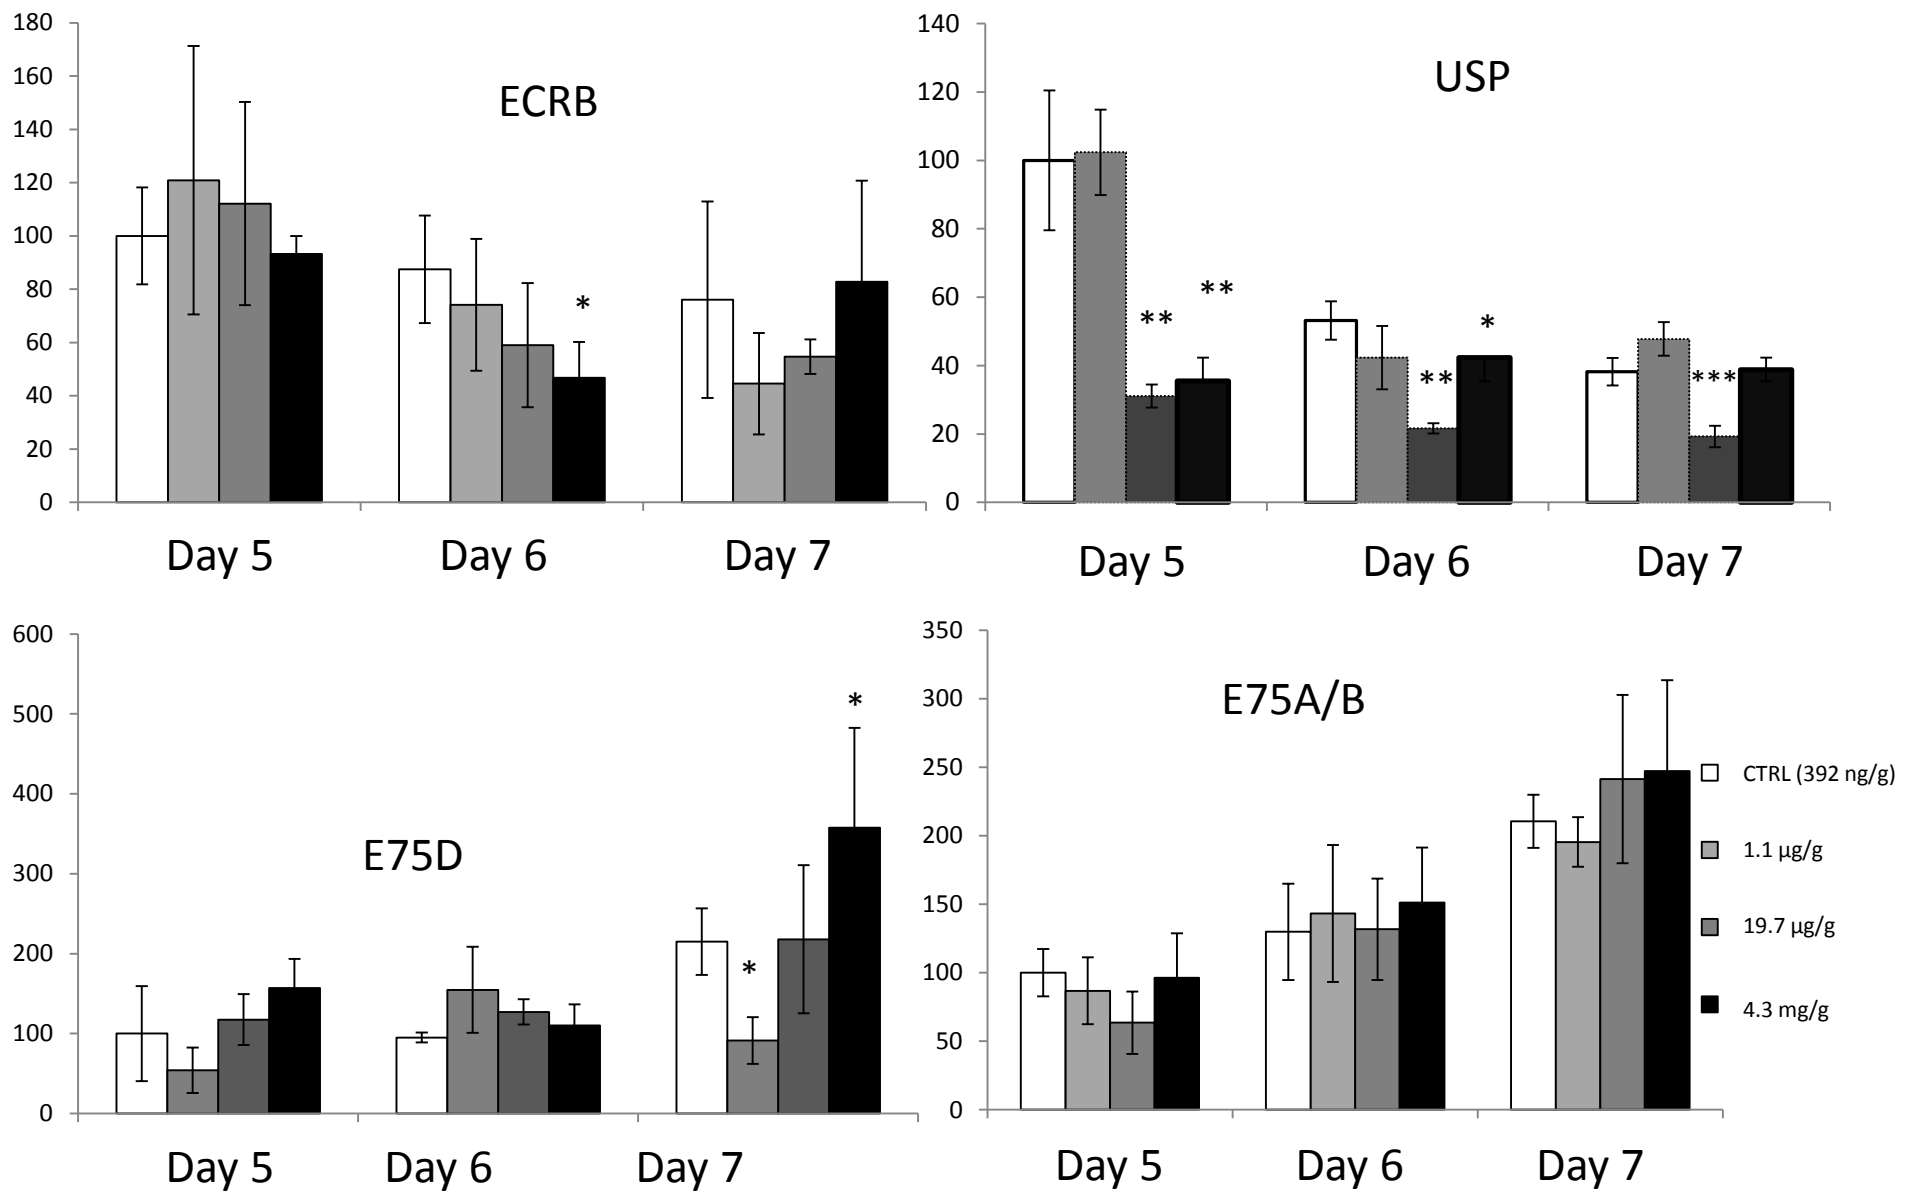 ECRB
180
160
140
120
100
80
60
40
20
0
*
Day 5 Day 6 Day 7
USP
140
120
100
80
60
40
20
0
** ** ** * ***
Day 5 Day 6 Day 7
E75D
600
500
400
300
200
100
0
* *
Day 5 Day 6 Day 7
E75A/B
350
300
250
200
150
100
50
0
Day 5 Day 6 Day 7
CTRL (392 ng/g)
1.1 µg/g
19.7 µg/g
4.3 mg/g